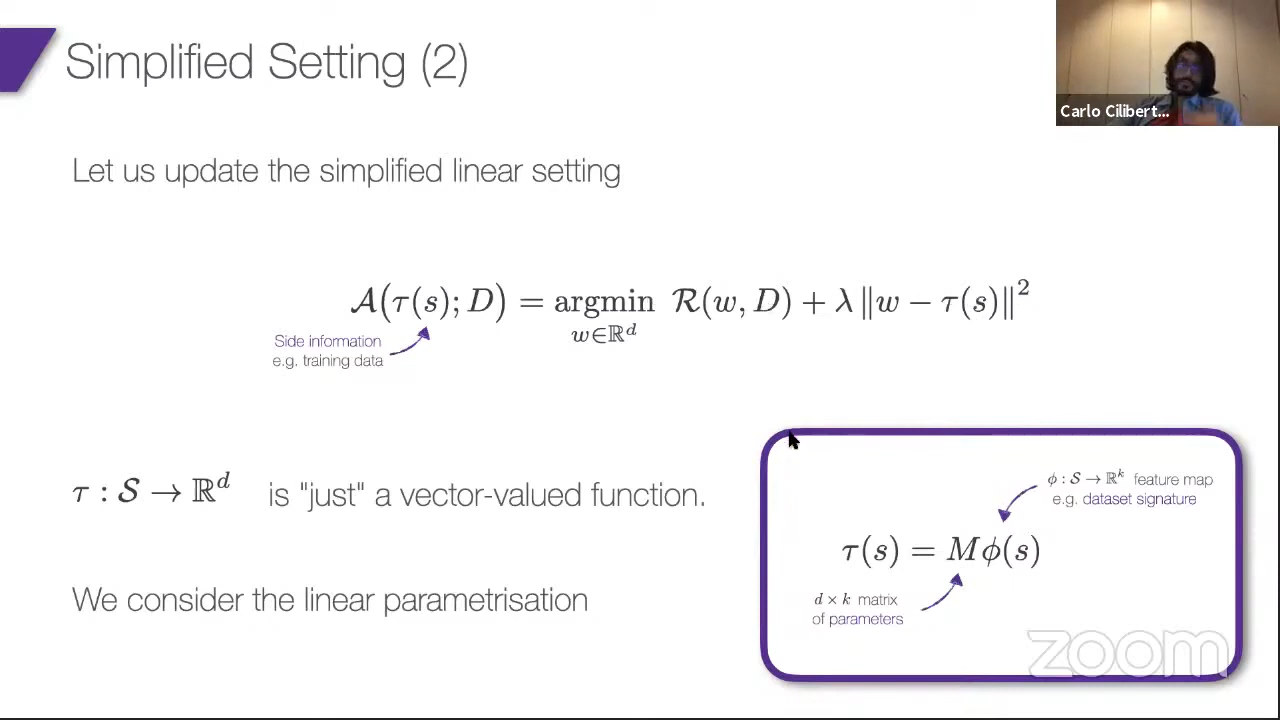 Simplified Setting (2)
Carlo Cilibert...
Let us update the simplified linear setting
𝒜(τ(s); D) = argmin ℛ(w, D) + λ ‖w − τ(s)‖²
w∈ℝᵈ
Side information
e.g. training data
τ : 𝒮 → ℝᵈ is "just" a vector-valued function.
ϕ : 𝒮 → ℝᵏ feature map
e.g. dataset signature
τ(s) = Mϕ(s)
We consider the linear parametrisation
d × k matrix
of parameters
zoom